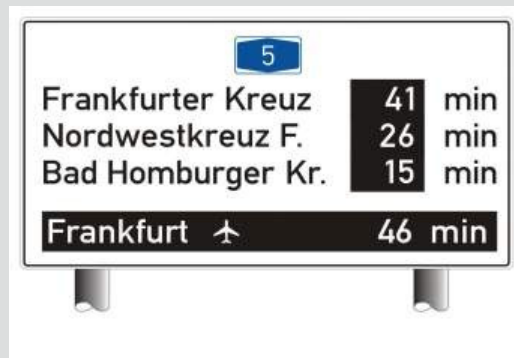 5
Frankfurter Kreuz 41 min
Nordwestkreuz F. 26 min
Bad Homburger Kr. 15 min
Frankfurt 46 min